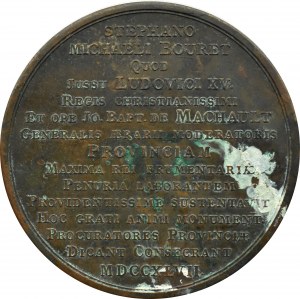 STEPHANO
MICHAELI BOURET
QUOD
JUSSU LUDOVICI XV.
REGIS CHRISTIANISSIMI
ET OPE JO. BAPT. DE MACHAULT
GENERALIS ÆRARII MODERATORIS
PROVINCIAM
MAXIMA REI FRUMENTARIÆ
PENURIA LABORANTEM
PROVIDENTISSIME SUSTENTAVIT
HOC GRATI ANIMI MONUMENT.
PROCURATORES PROVINCIÆ
DICANT CONSECRANT